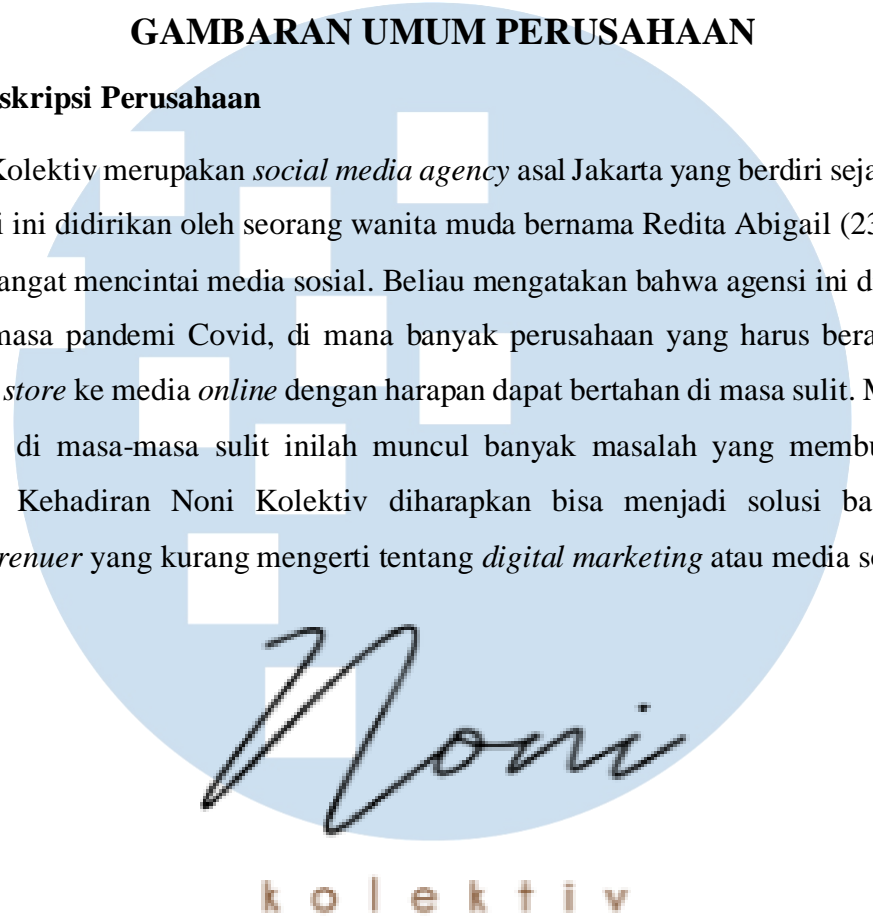 GAMBARAN UMUM PERUSAHAAN
skripsi Perusahaan
Kolektiv merupakan social media agency asal Jakarta yang berdiri seja
i ini didirikan oleh seorang wanita muda bernama Redita Abigail (23
angat mencintai media sosial. Beliau mengatakan bahwa agensi ini d
masa pandemi Covid, di mana banyak perusahaan yang harus bera
store ke media online dengan harapan dapat bertahan di masa sulit. M
di masa-masa sulit inilah muncul banyak masalah yang membu
Kehadiran Noni Kolektiv diharapkan bisa menjadi solusi ba
renuer yang kurang mengerti tentang digital marketing atau media so
Noni
kolektiv